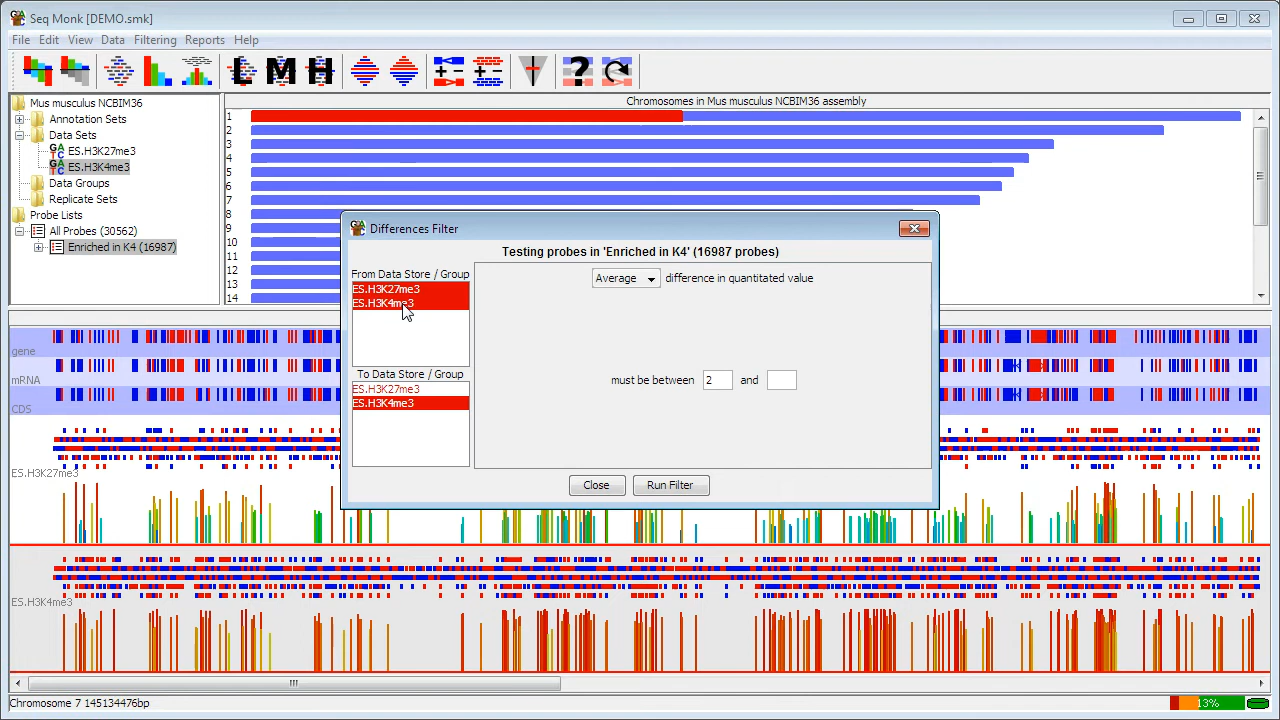 Seq Monk [DEMO.smk]
File Edit View Data Filtering Reports Help
L M H ? 
Mus musculus NCBIM36
Annotation Sets
Data Sets
ES.H3K27me3
ES.H3K4me3
Data Groups
Replicate Sets
Probe Lists
All Probes (30562)
Enriched in K4 (16987)
Chromosomes in Mus musculus NCBIM36 assembly
1
2
3
4
5
6
7
8
9
10
11
12
13
14
Differences Filter
Testing probes in 'Enriched in K4' (16987 probes)
From Data Store / Group
ES.H3K27me3
ES.H3K4me3
To Data Store / Group
ES.H3K27me3
ES.H3K4me3
Average difference in quantitated value
must be between 2 and
Close Run Filter
gene
mRNA
CDS
ES.H3K27me3
ES.H3K4me3
Chromosome 7 145134476bp
13%